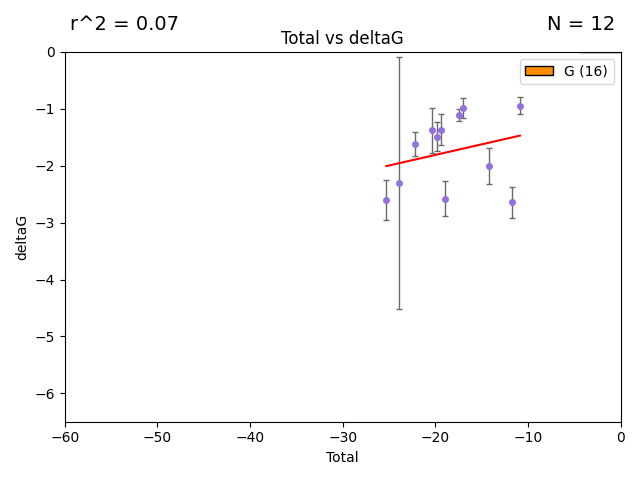 r^2 = 0.07
N = 12
Total vs deltaG
G (16)
0
−1
−2
−3
−4
−5
−6
deltaG
−60
−50
−40
−30
−20
−10
0
Total